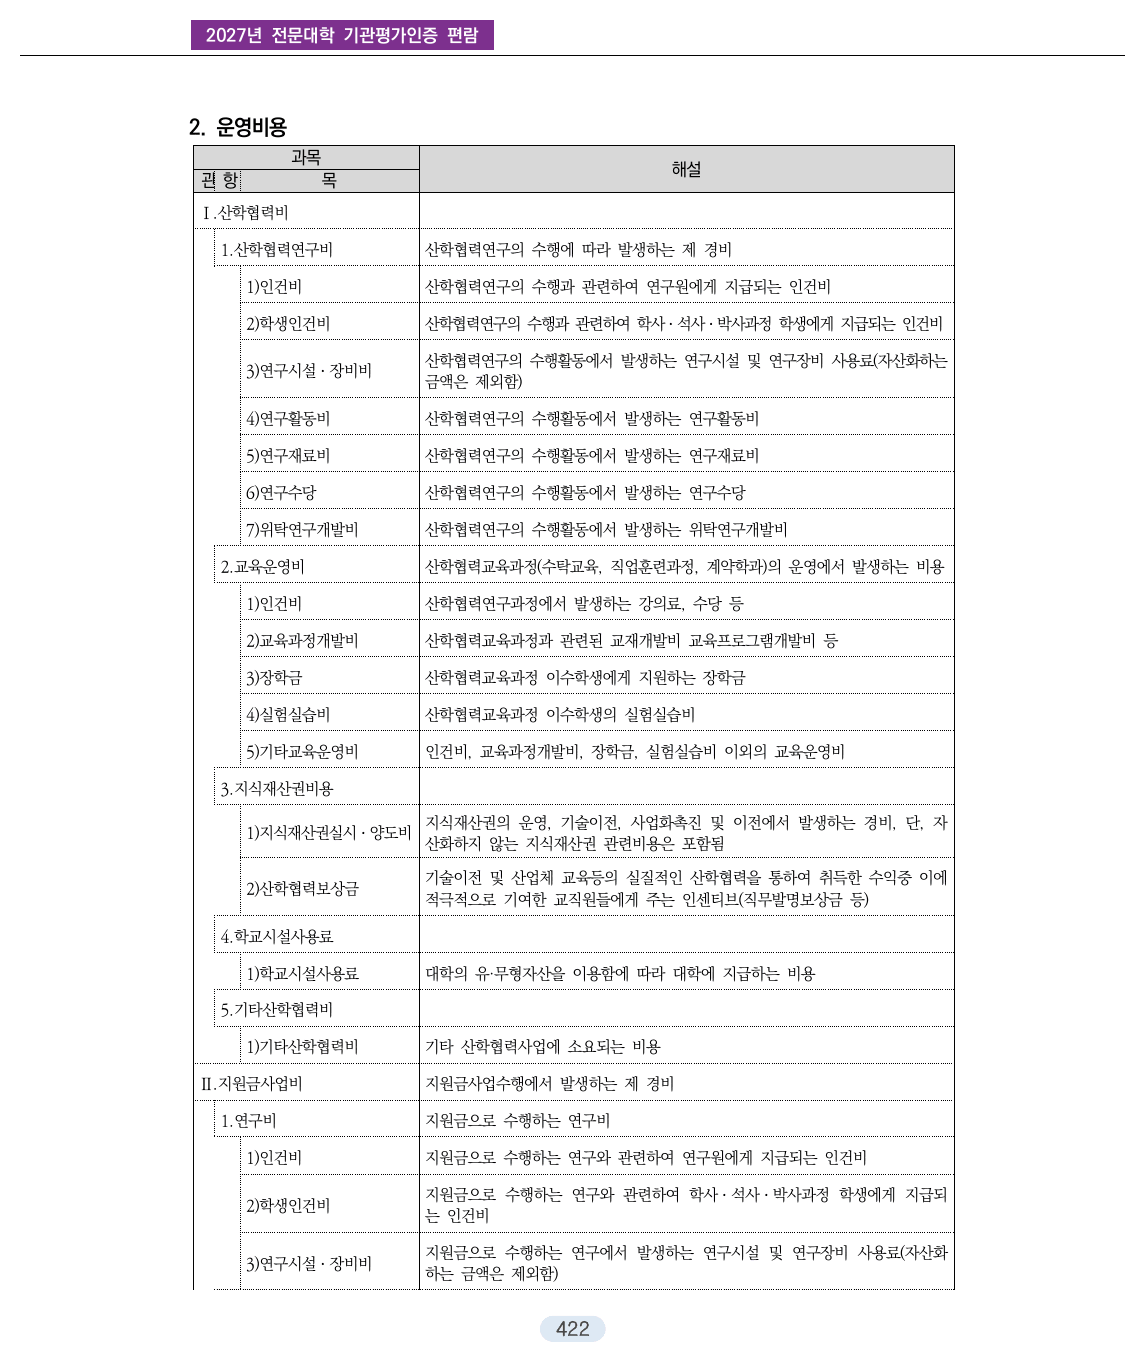 2027년 전문대학 기관평가인증 편람
2. 운영비용
과목
해설
관 항 목
Ⅰ.산학협력비
1.산학협력연구비 산학협력연구의 수행에 따라 발생하는 제 경비
1)인건비 산학협력연구의 수행과 관련하여 연구원에게 지급되는 인건비
2)학생인건비 산학협력연구의 수행과 관련하여 학사·석사·박사과정 학생에게 지급되는 인건비
3)연구시설·장비비 산학협력연구의 수행활동에서 발생하는 연구시설 및 연구장비 사용료(자산화하는
금액은 제외함)
4)연구활동비 산학협력연구의 수행활동에서 발생하는 연구활동비
5)연구재료비 산학협력연구의 수행활동에서 발생하는 연구재료비
6)연구수당 산학협력연구의 수행활동에서 발생하는 연구수당
7)위탁연구개발비 산학협력연구의 수행활동에서 발생하는 위탁연구개발비
2.교육운영비 산학협력교육과정(수탁교육, 직업훈련과정, 계약학과)의 운영에서 발생하는 비용
1)인건비 산학협력연구과정에서 발생하는 강의료, 수당 등
2)교육과정개발비 산학협력교육과정과 관련된 교재개발비 교육프로그램개발비 등
3)장학금 산학협력교육과정 이수학생에게 지원하는 장학금
4)실험실습비 산학협력교육과정 이수학생의 실험실습비
5)기타교육운영비 인건비, 교육과정개발비, 장학금, 실험실습비 이외의 교육운영비
3.지식재산권비용
1)지식재산권실시·양도비 지식재산권의 운영, 기술이전, 사업화촉진 및 이전에서 발생하는 경비, 단, 자
산화하지 않는 지식재산권 관련비용은 포함됨
2)산학협력보상금 기술이전 및 산업체 교육등의 실질적인 산학협력을 통하여 취득한 수익중 이에
적극적으로 기여한 교직원들에게 주는 인센티브(직무발명보상금 등)
4.학교시설사용료
1)학교시설사용료 대학의 유·무형자산을 이용함에 따라 대학에 지급하는 비용
5.기타산학협력비
1)기타산학협력비 기타 산학협력사업에 소요되는 비용
Ⅱ.지원금사업비 지원금사업수행에서 발생하는 제 경비
1.연구비 지원금으로 수행하는 연구비
1)인건비 지원금으로 수행하는 연구와 관련하여 연구원에게 지급되는 인건비
2)학생인건비 지원금으로 수행하는 연구와 관련하여 학사·석사·박사과정 학생에게 지급되
는 인건비
3)연구시설·장비비 지원금으로 수행하는 연구에서 발생하는 연구시설 및 연구장비 사용료(자산화
하는 금액은 제외함)
422